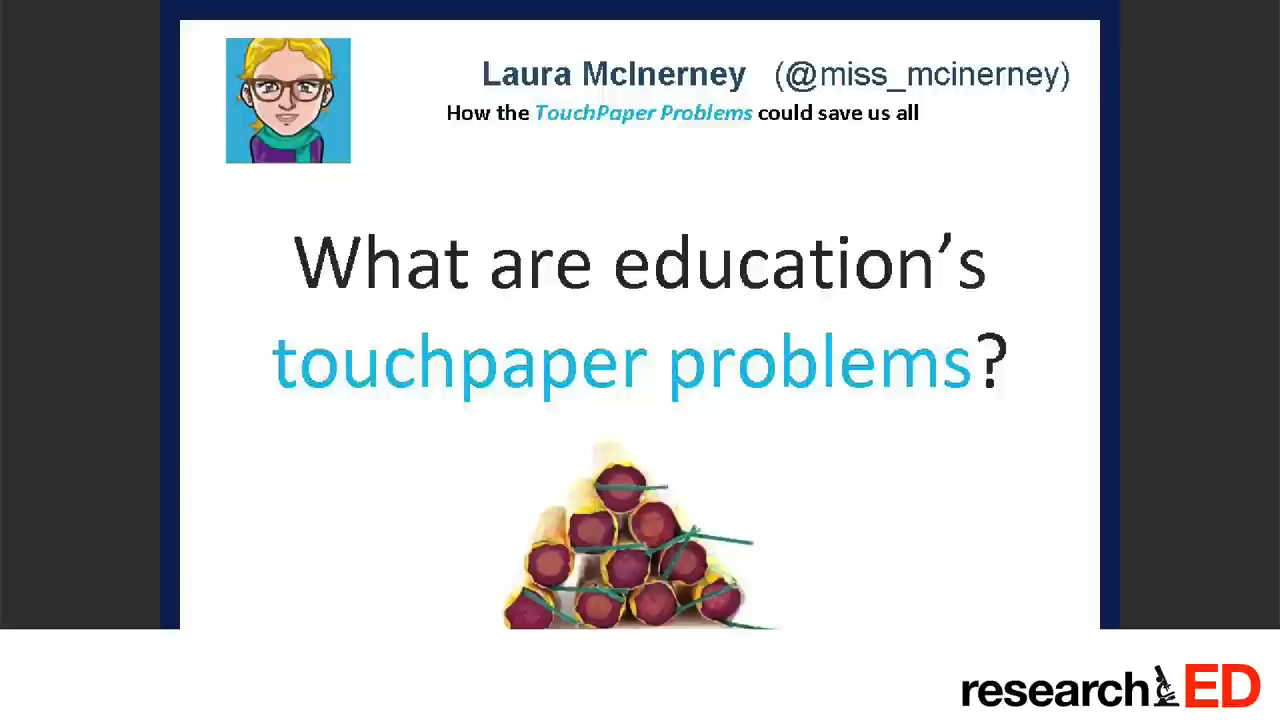 Laura McInerney (@miss_mcinerney)
How the TouchPaper Problems could save us all
What are education’s
touchpaper problems?
researchED